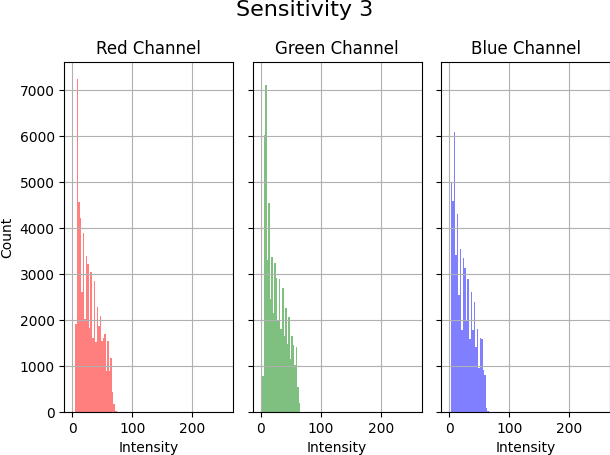 Sensitivity 3
Red Channel
Green Channel
Blue Channel
Count
7000
6000
5000
4000
3000
2000
1000
0
0 100 200
0 100 200
0 100 200
Intensity
Intensity
Intensity